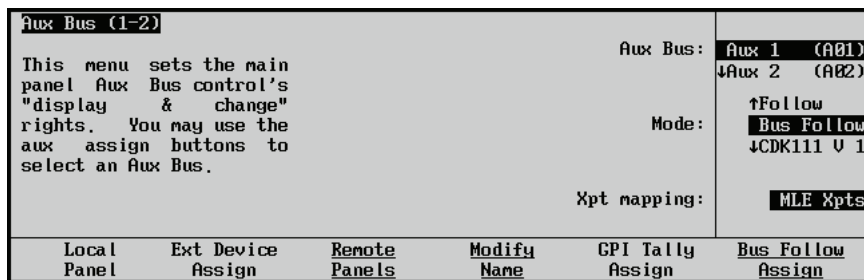 Aux Bus (1-2)
This menu sets the main
panel Aux Bus control's
"display & change"
rights. You may use the
aux assign buttons to
select an Aux Bus.
Aux Bus:
Aux 1 (A01)
↓Aux 2 (A02)
Mode:
↑Follow
Bus Follow
↓CDK111 V 1
Xpt mapping:
MLE Xpts
Local Panel
Ext Device Assign
Remote Panels
Modify Name
GPI Tally Assign
Bus Follow Assign